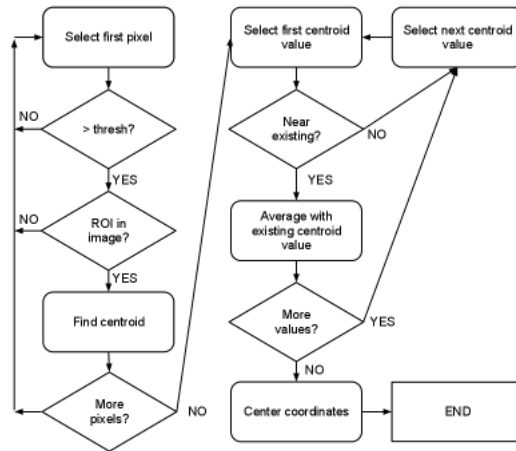 Select first pixel
> thresh?
NO
YES
ROI in
image?
NO
YES
Find centroid
More
pixels?
NO
Select first centroid
value
Select next centroid
value
Near
existing?
NO
YES
Average with
existing centroid
value
More
values?
YES
NO
Center coordinates
END